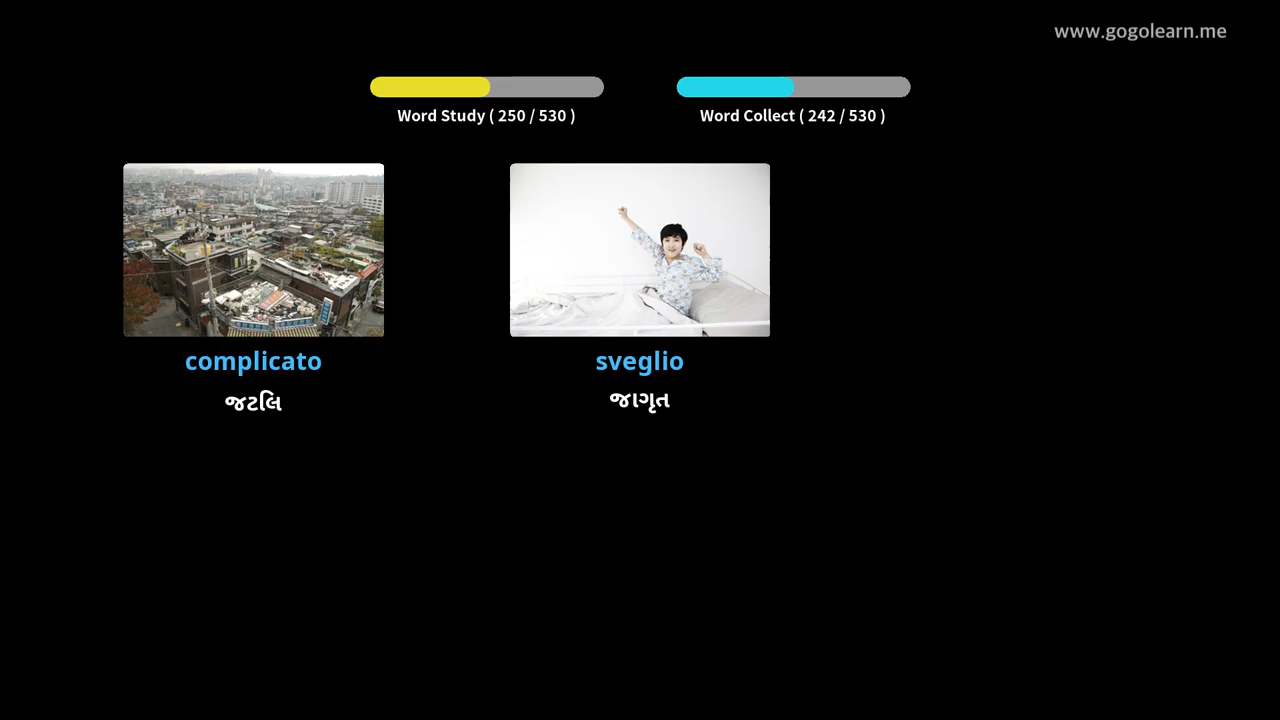 www.gogolearn.me
Word Study ( 250 / 530 )
Word Collect ( 242 / 530 )
complicato
જટલિ
sveglio
જાગૃત